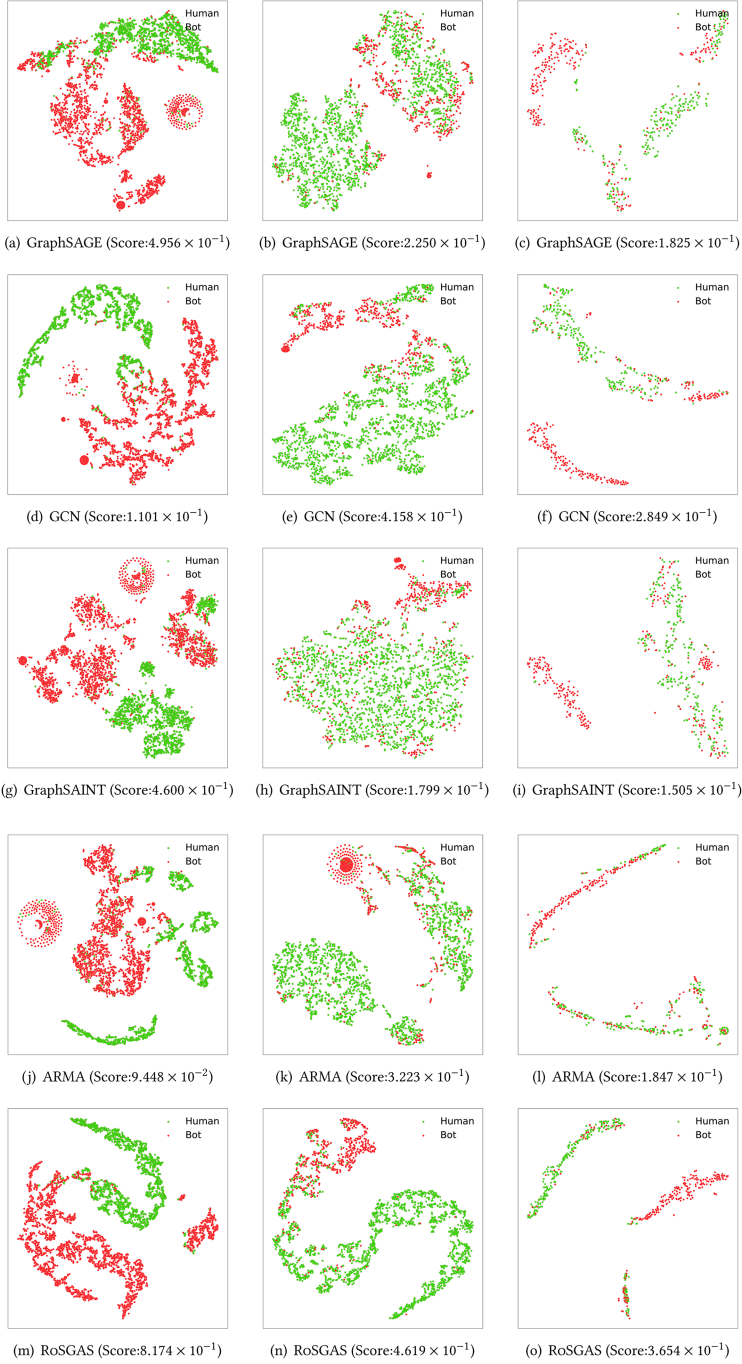 Human
Bot
Human
Bot
Human
Bot
(a) GraphSAGE (Score:4.956 × 10⁻¹)
(b) GraphSAGE (Score:2.250 × 10⁻¹)
(c) GraphSAGE (Score:1.825 × 10⁻¹)
Human
Bot
Human
Bot
Human
Bot
(d) GCN (Score:1.101 × 10⁻¹)
(e) GCN (Score:4.158 × 10⁻¹)
(f) GCN (Score:2.849 × 10⁻¹)
Human
Bot
Human
Bot
Human
Bot
(g) GraphSAINT (Score:4.600 × 10⁻¹)
(h) GraphSAINT (Score:1.799 × 10⁻¹)
(i) GraphSAINT (Score:1.505 × 10⁻¹)
Human
Bot
Human
Bot
Human
Bot
(j) ARMA (Score:9.448 × 10⁻²)
(k) ARMA (Score:3.223 × 10⁻¹)
(l) ARMA (Score:1.847 × 10⁻¹)
Human
Bot
Human
Bot
Human
Bot
(m) RoSGAS (Score:8.174 × 10⁻¹)
(n) RoSGAS (Score:4.619 × 10⁻¹)
(o) RoSGAS (Score:3.654 × 10⁻¹)